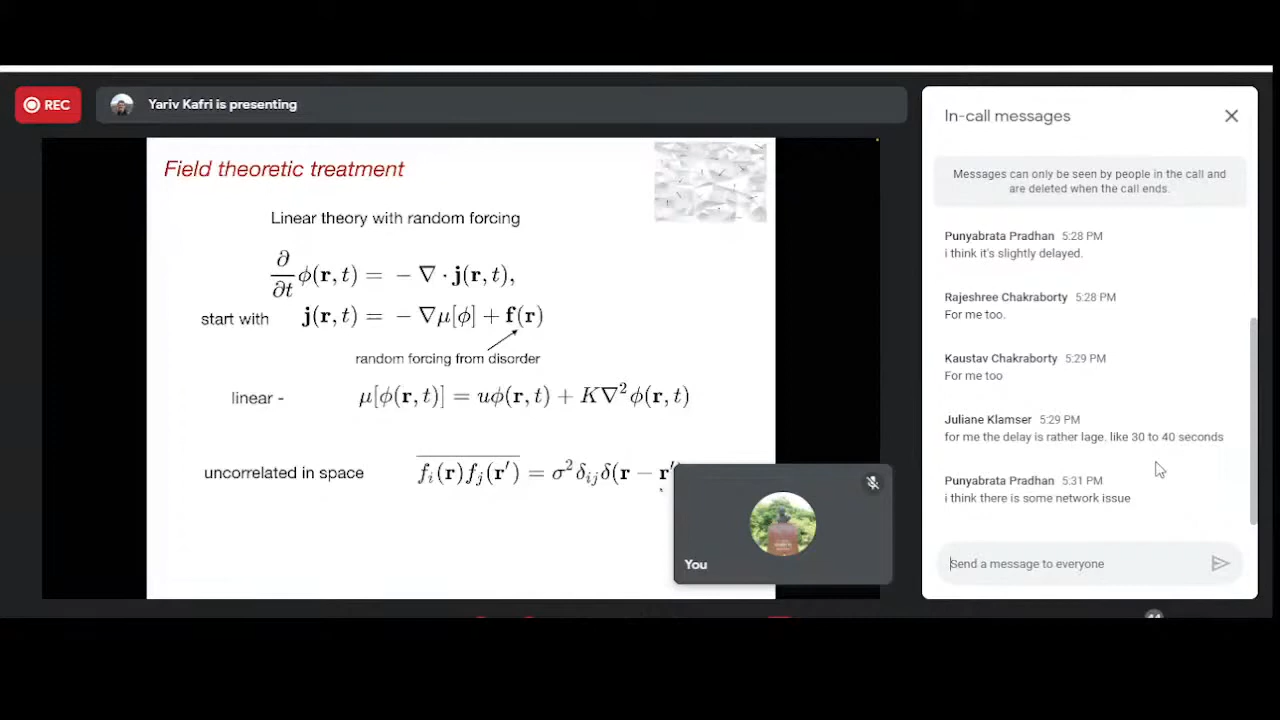 REC
Yariv Kafri is presenting
Field theoretic treatment
Linear theory with random forcing
∂/∂t ϕ(r, t) = − ∇ · j(r, t),
start with j(r, t) = − ∇μ[ϕ] + f(r)
random forcing from disorder
linear - μ[ϕ(r, t)] = uϕ(r, t) + K∇²ϕ(r, t)
uncorrelated in space f_i(r)f_j(r′) = σ²δ_ijδ(r − r′)
You
In-call messages
Messages can only be seen by people in the call and
are deleted when the call ends.
Punyabrata Pradhan 5:28 PM
i think it's slightly delayed.
Rajeshree Chakraborty 5:28 PM
For me too.
Kaustav Chakraborty 5:29 PM
For me too
Juliane Klamser 5:29 PM
for me the delay is rather lage. like 30 to 40 seconds
Punyabrata Pradhan 5:31 PM
i think there is some network issue
Send a message to everyone